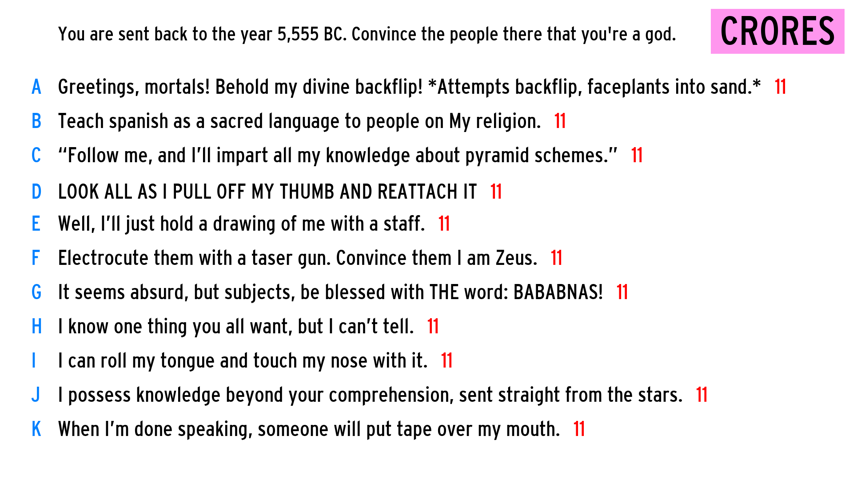 You are sent back to the year 5,555 BC. Convince the people there that you're a god.
CRORES
A Greetings, mortals! Behold my divine backflip! *Attempts backflip, faceplants into sand.* 11
B Teach spanish as a sacred language to people on My religion. 11
C “Follow me, and I’ll impart all my knowledge about pyramid schemes.” 11
D LOOK ALL AS I PULL OFF MY THUMB AND REATTACH IT 11
E Well, I’ll just hold a drawing of me with a staff. 11
F Electrocute them with a taser gun. Convince them I am Zeus. 11
G It seems absurd, but subjects, be blessed with THE word: BABABNAS! 11
H I know one thing you all want, but I can’t tell. 11
I I can roll my tongue and touch my nose with it. 11
J I possess knowledge beyond your comprehension, sent straight from the stars. 11
K When I’m done speaking, someone will put tape over my mouth. 11